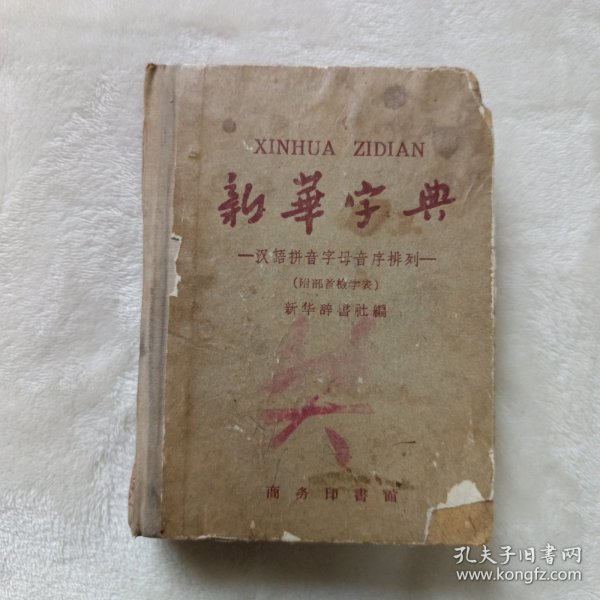 XINHUA ZIDIAN
新華字典
—汉語拼音字母音序排列—
(附部首檢字表)
新华辞書社編
商务印書館
孔夫子旧書网
www.kongfz.com